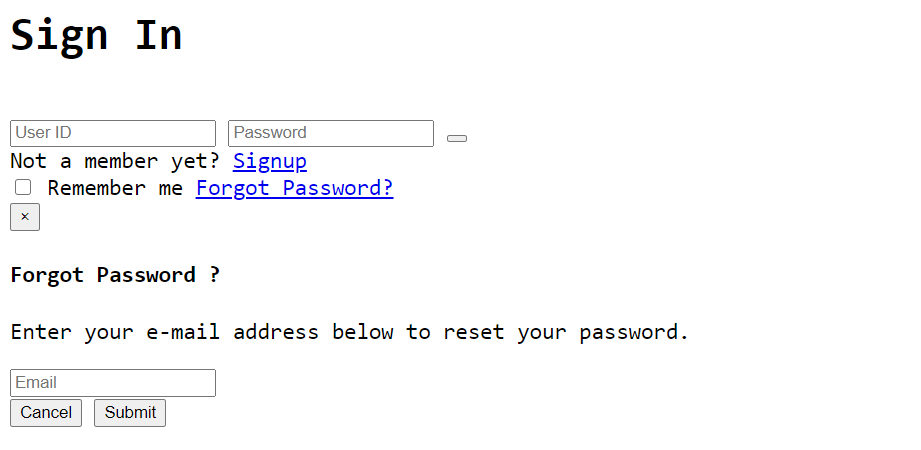 Sign In
User ID Password
Not a member yet? Signup
Remember me Forgot Password?
×
Forgot Password ?
Enter your e-mail address below to reset your password.
Email
Cancel Submit